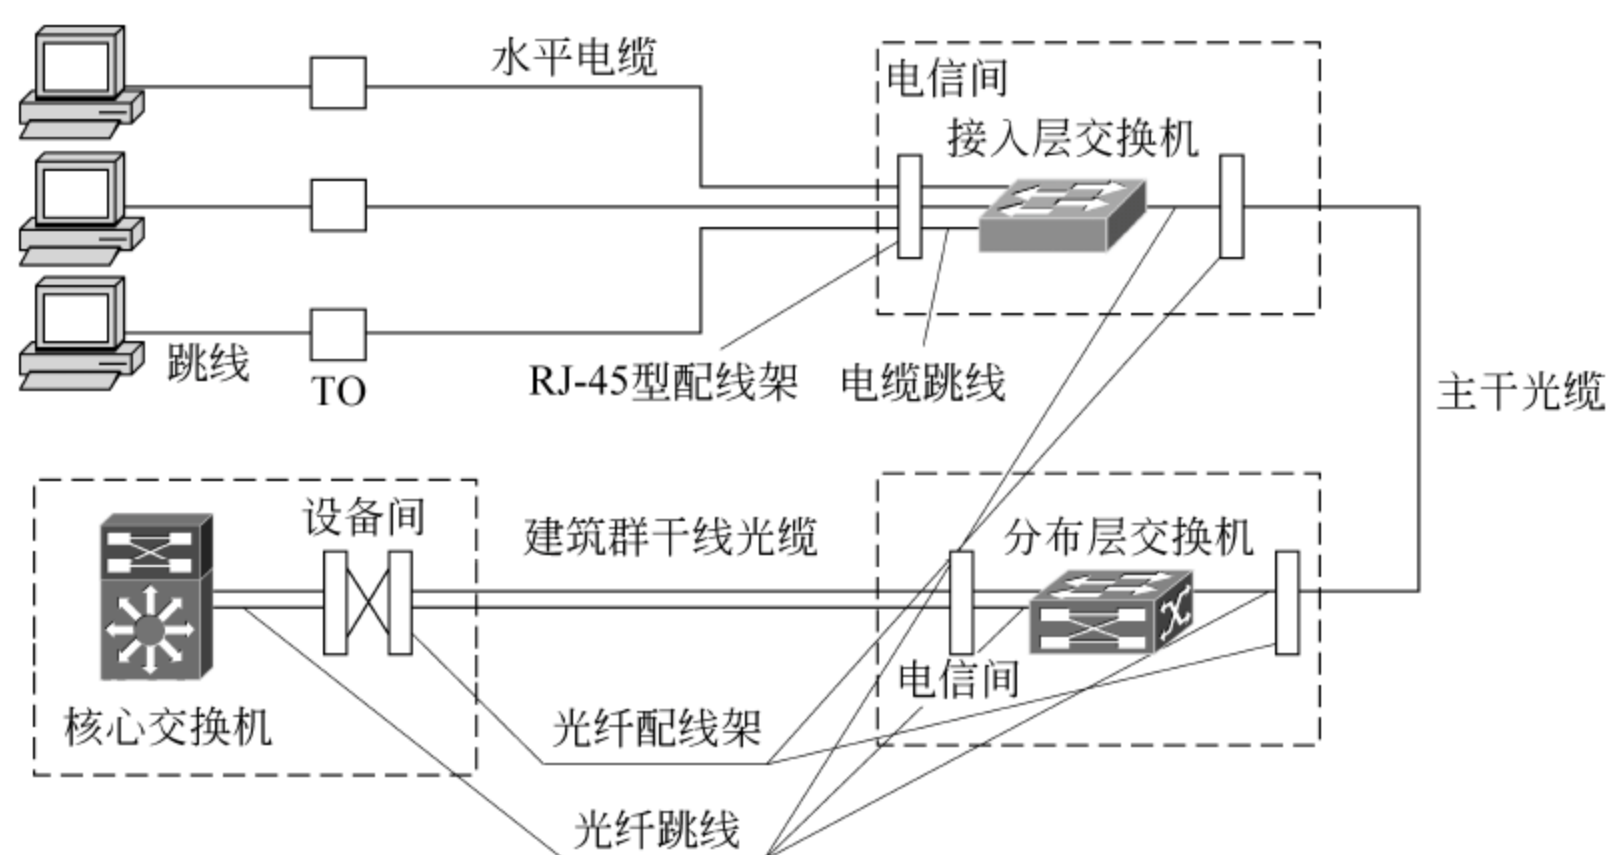 水平电缆
电信间
接入层交换机
跳线
TO
RJ-45型配线架
电缆跳线
主干光缆
设备间
建筑群干线光缆
分布层交换机
电信间
核心交换机
光纤配线架
光纤跳线